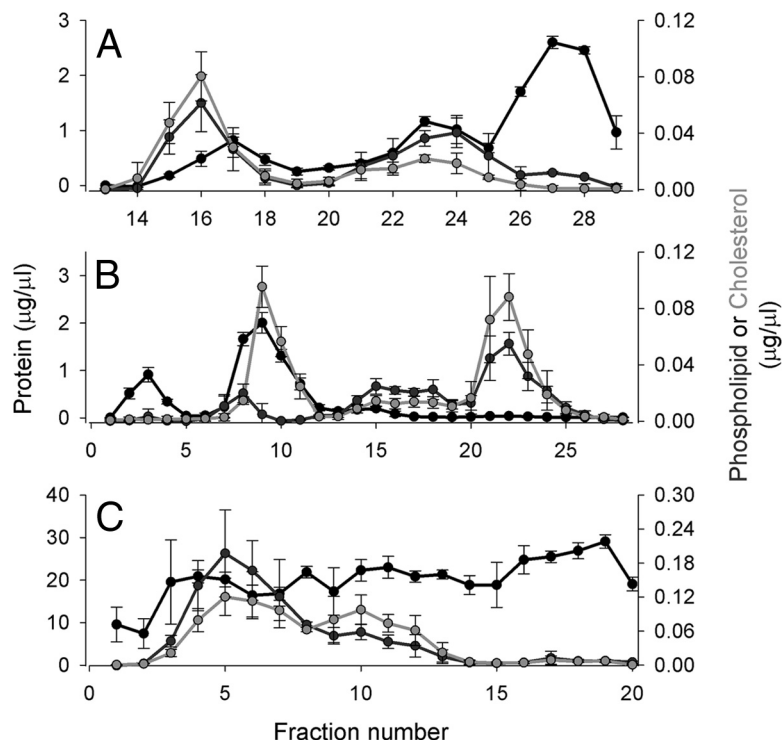 A
3
2
1
0
0.12
0.08
0.04
0.00
14 16 18 20 22 24 26 28
B
3
2
1
0
0.12
0.08
0.04
0.00
0 5 10 15 20 25
C
40
30
20
10
0
0.30
0.24
0.18
0.12
0.06
0.00
0 5 10 15 20
Protein (µg/µl)
Phospholipid or Cholesterol
(µg/µl)
Fraction number